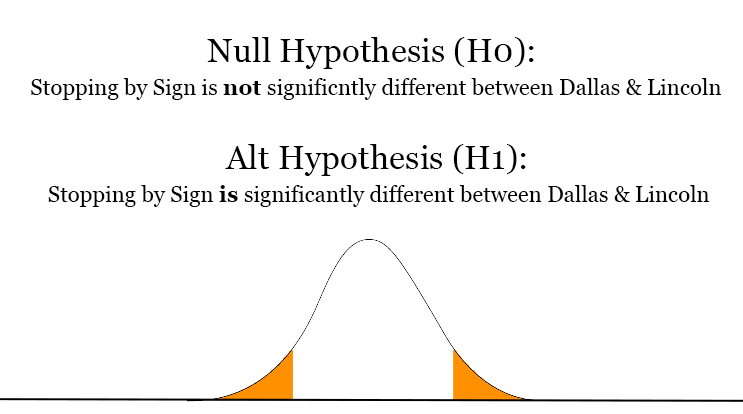 Null Hypothesis (H0):
Stopping by Sign is not significntly different between Dallas & Lincoln
Alt Hypothesis (H1):
Stopping by Sign is significantly different between Dallas & Lincoln